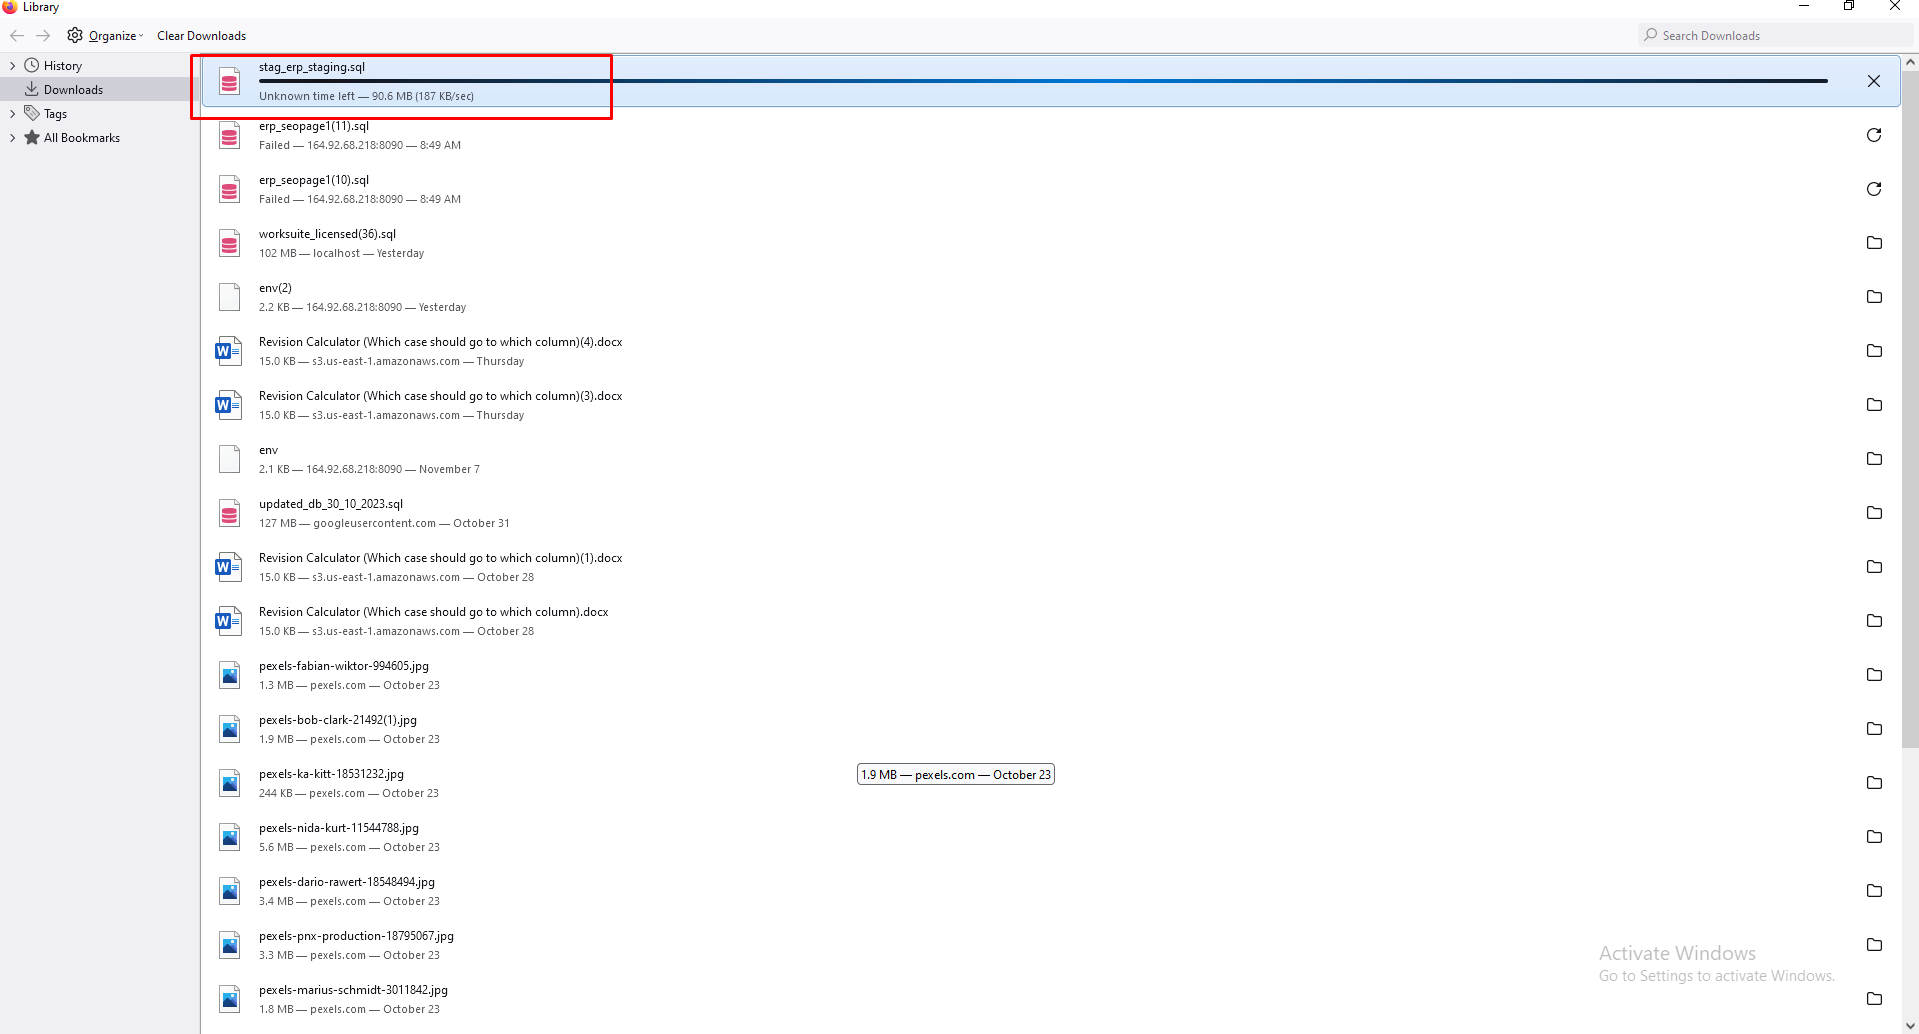 Library
Organize
Clear Downloads
Search Downloads
History
Downloads
Tags
All Bookmarks
stag_erp_staging.sql
Unknown time left — 90.6 MB (187 KB/sec)
erp_seopage1(11).sql
Failed — 164.92.68.218:8090 — 8:49 AM
erp_seopage1(10).sql
Failed — 164.92.68.218:8090 — 8:49 AM
worksuite_licensed(36).sql
102 MB — localhost — Yesterday
env(2)
2.2 KB — 164.92.68.218:8090 — Yesterday
Revision Calculator (Which case should go to which column)(4).docx
15.0 KB — s3.us-east-1.amazonaws.com — Thursday
Revision Calculator (Which case should go to which column)(3).docx
15.0 KB — s3.us-east-1.amazonaws.com — Thursday
env
2.1 KB — 164.92.68.218:8090 — November 7
updated_db_30_10_2023.sql
127 MB — googleusercontent.com — October 31
Revision Calculator (Which case should go to which column)(1).docx
15.0 KB — s3.us-east-1.amazonaws.com — October 28
Revision Calculator (Which case should go to which column).docx
15.0 KB — s3.us-east-1.amazonaws.com — October 28
pexels-fabian-wiktor-994605.jpg
1.3 MB — pexels.com — October 23
pexels-bob-clark-21492(1).jpg
1.9 MB — pexels.com — October 23
pexels-ka-kitt-18531232.jpg
244 KB — pexels.com — October 23
1.9 MB — pexels.com — October 23
pexels-nida-kurt-11544788.jpg
5.6 MB — pexels.com — October 23
pexels-dario-rawert-18548494.jpg
3.4 MB — pexels.com — October 23
pexels-pnx-production-18795067.jpg
3.3 MB — pexels.com — October 23
pexels-marius-schmidt-3011842.jpg
1.8 MB — pexels.com — October 23
Activate Windows
Go to Settings to activate Windows.
W
W
W
W